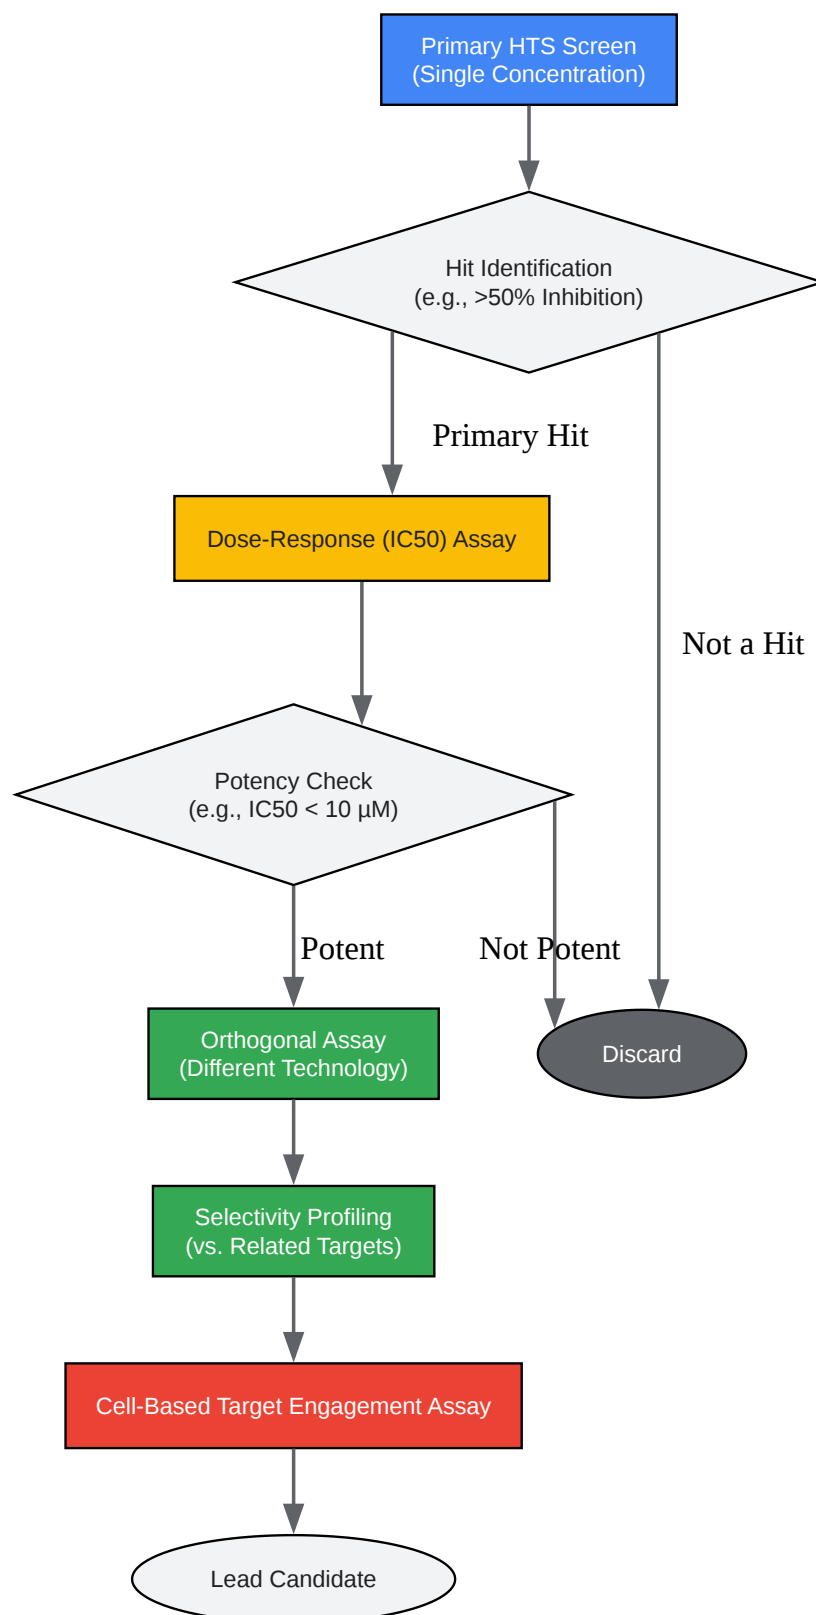 Primary HTS Screen
(Single Concentration)
Hit Identification
(e.g., >50% Inhibition)
Primary Hit
Dose-Response (IC50) Assay
Not a Hit
Potency Check
(e.g., IC50 < 10 µM)
Potent
Not Potent
Orthogonal Assay
(Different Technology)
Discard
Selectivity Profiling
(vs. Related Targets)
Cell-Based Target Engagement Assay
Lead Candidate